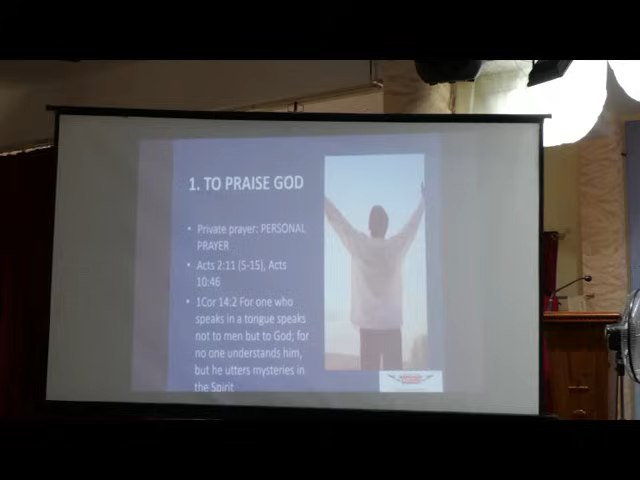 1. TO PRAISE GOD
• Private prayer: PERSONAL
PRAYER
• Acts 2:11 (5-15), Acts
10:46
• 1Cor 14:2 For one who
speaks in a tongue speaks
not to men but to God; for
no one understands him,
but he utters mysteries in
the Spirit